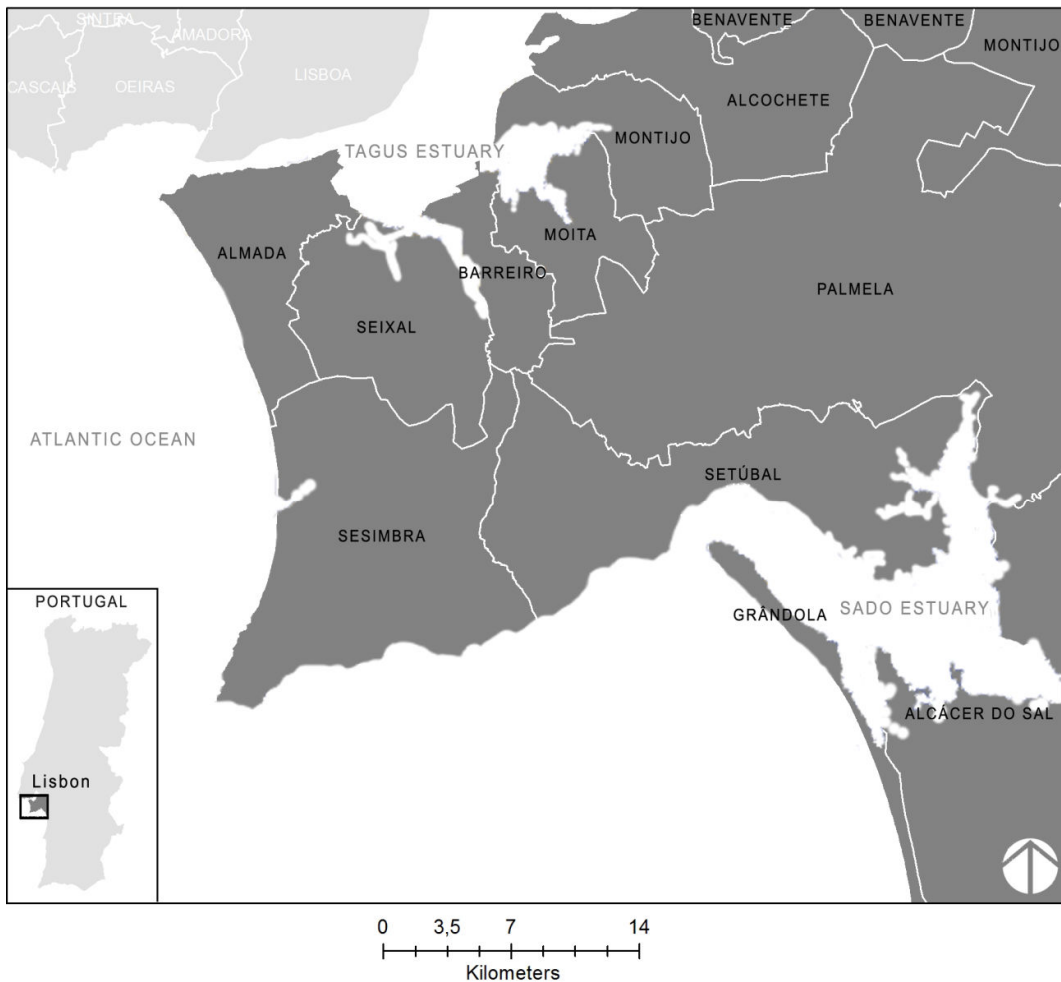 SINTRA
AMADORA
BENAVENTE
BENAVENTE
MONTIJO
CASCAIS
OEIRAS
LISBOA
ALCOCHETE
MONTIJO
TAGUS ESTUARY
MOITA
ALMADA
BARREIRO
PALMELA
SEIXAL
ATLANTIC OCEAN
SETÚBAL
SESIMBRA
PORTUGAL
GRÂNDOLA
SADO ESTUARY
ALCÁCER DO SAL
Lisbon
0 3,5 7 14
Kilometers